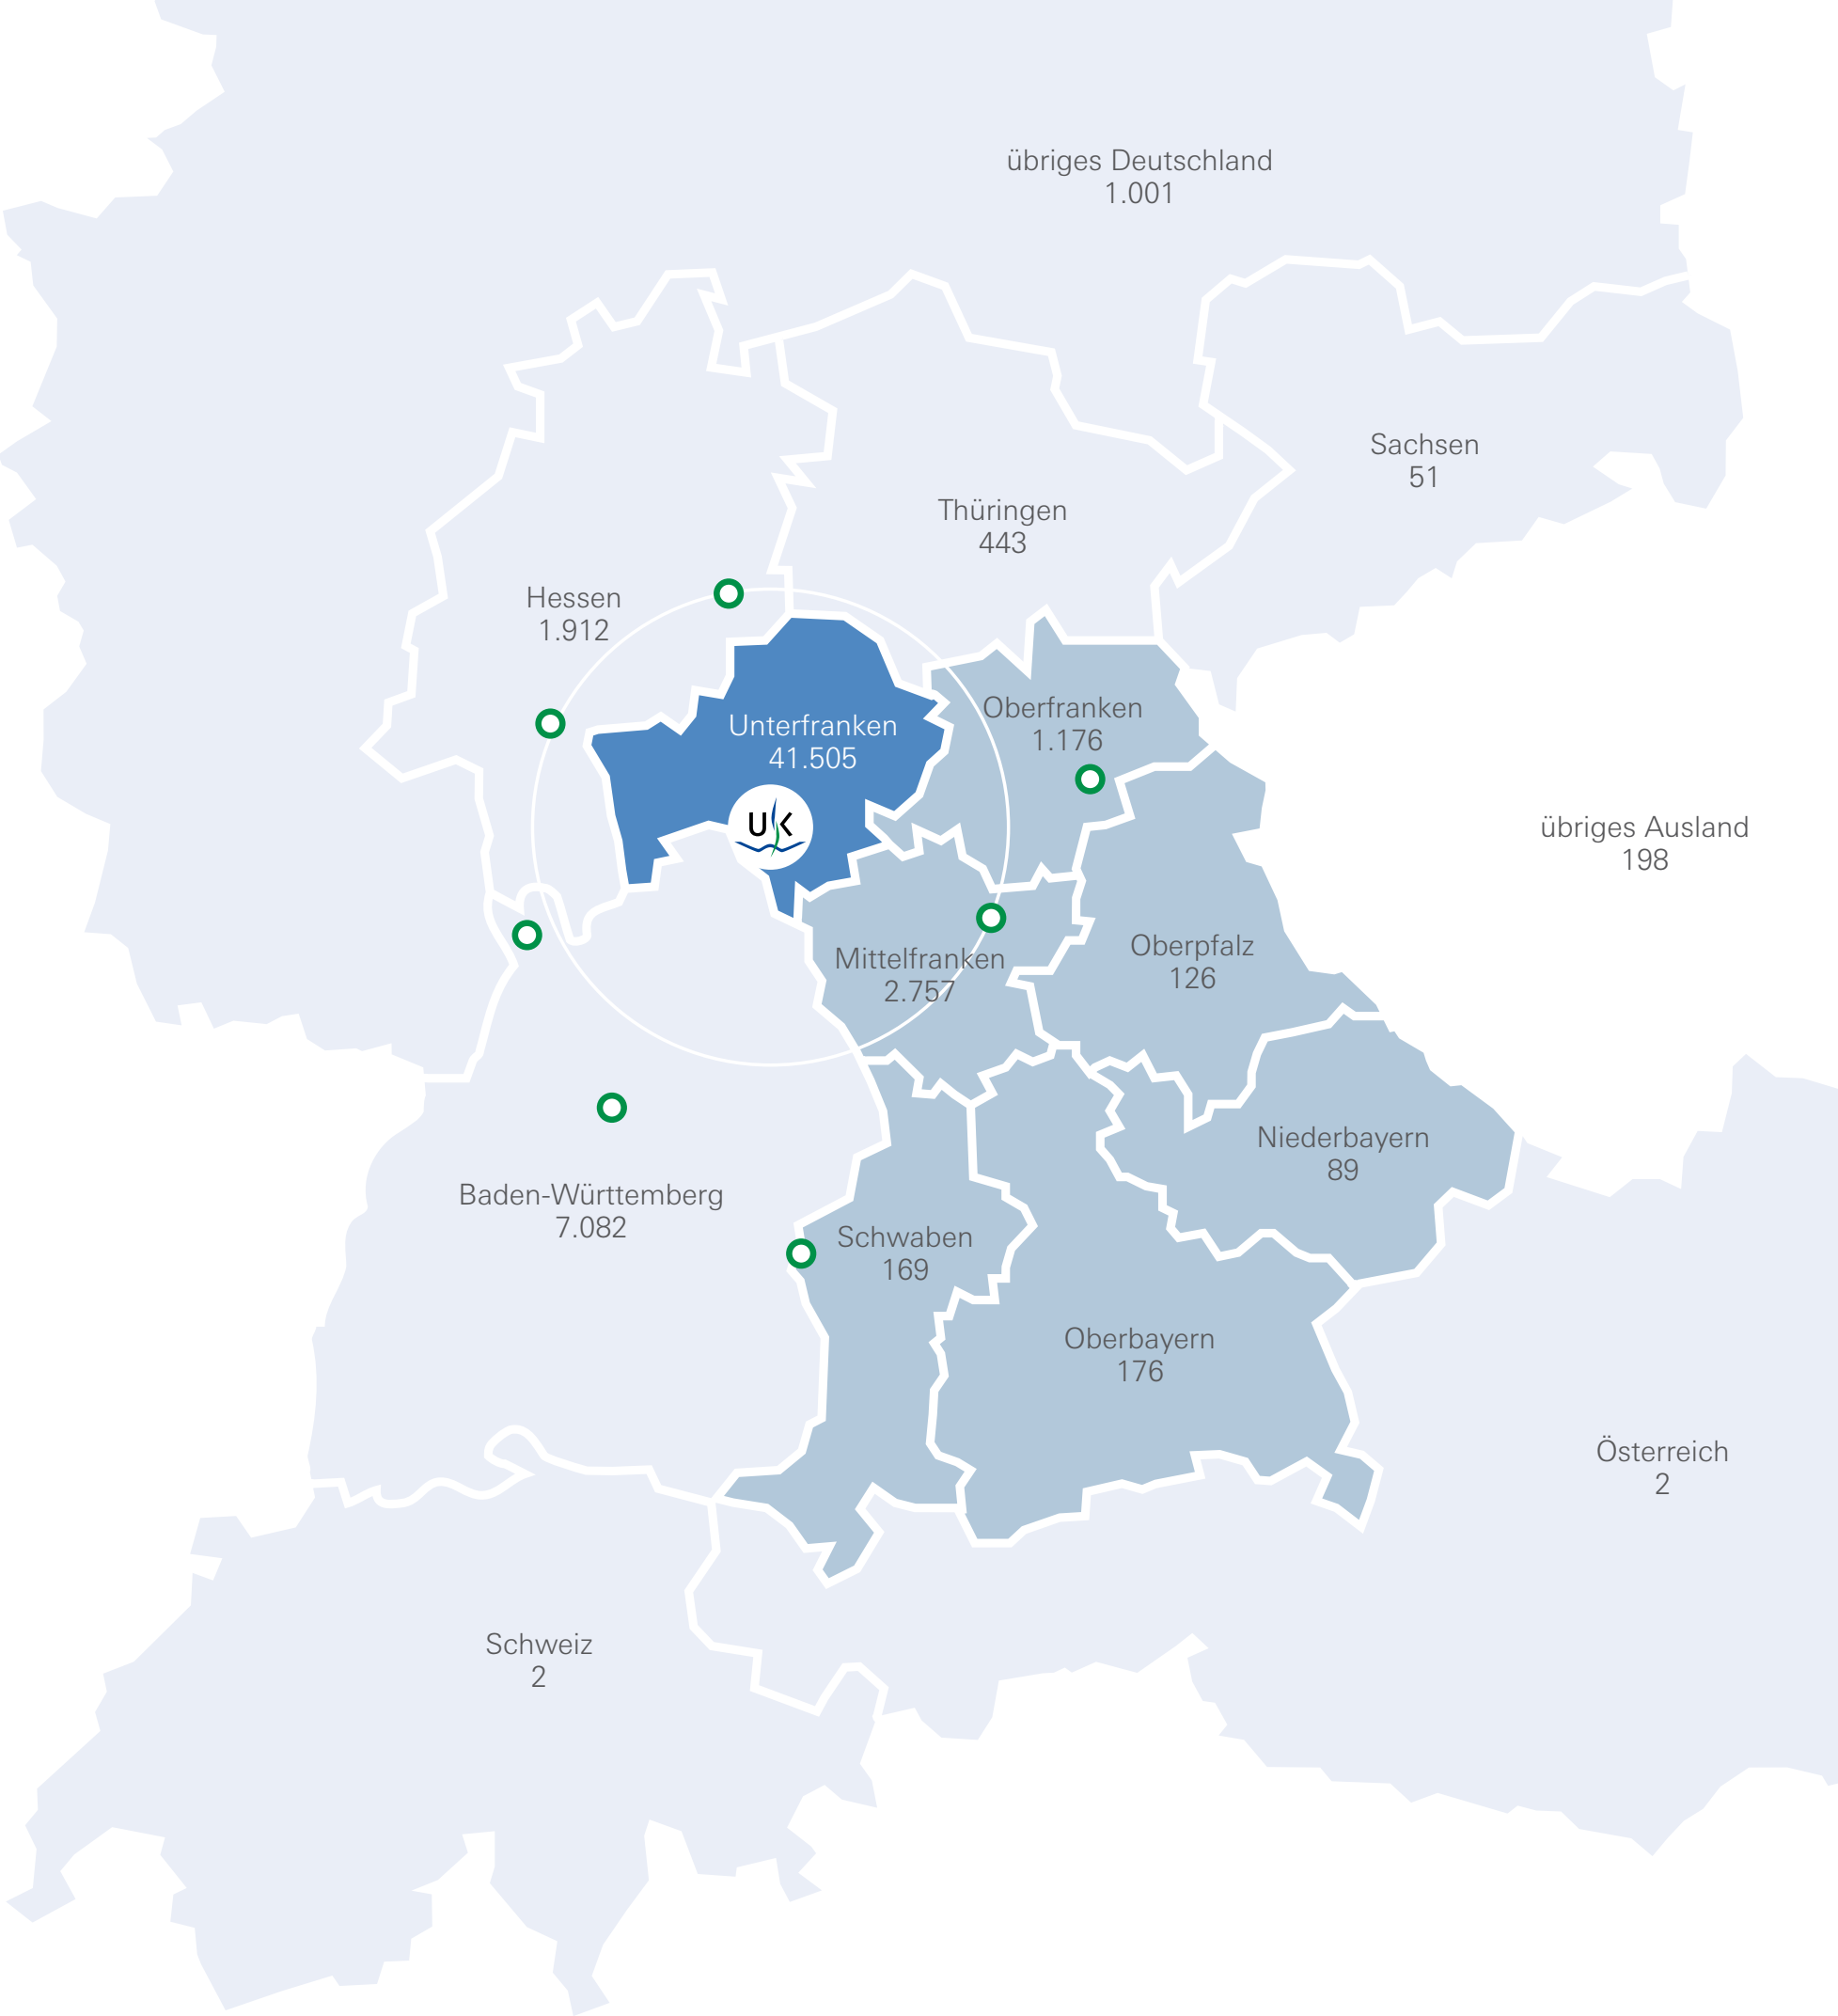 übriges Deutschland
1.001
Sachsen
51
Thüringen
443
Hessen
1.912
Oberfranken
1.176
Unterfranken
41.505
UK
übriges Ausland
198
Oberpfalz
126
Mittelfranken
2.757
Niederbayern
89
Baden-Württemberg
7.082
Schwaben
169
Oberbayern
176
Österreich
2
Schweiz
2